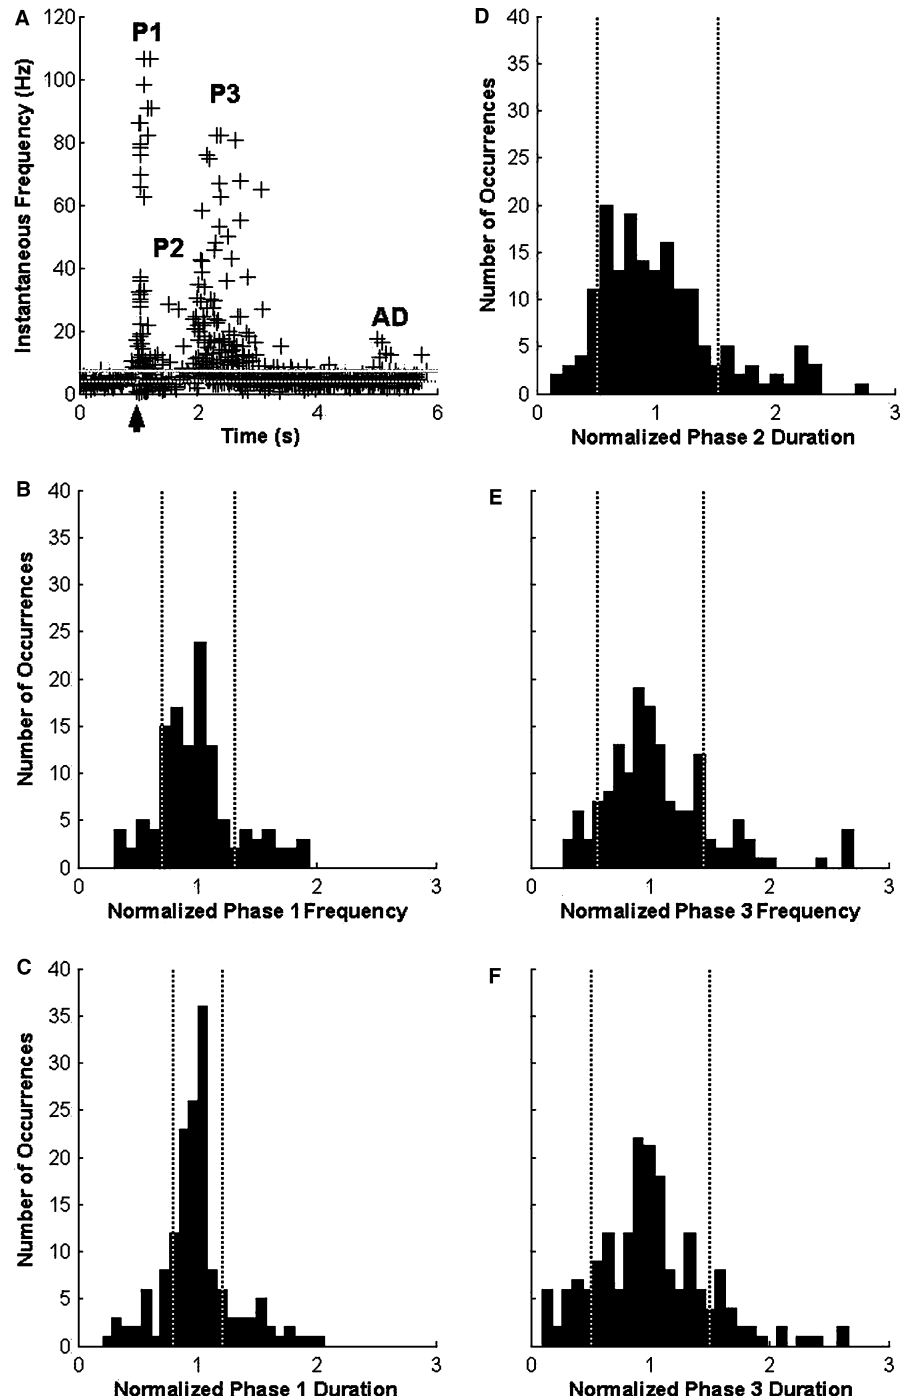 A
120
100
80
60
40
20
0
Instantaneous Frequency (Hz)
P1
P2
P3
AD
0 2 4 6
Time (s)
D
40
35
30
25
20
15
10
5
0
Number of Occurrences
0 1 2 3
Normalized Phase 2 Duration
B
40
35
30
25
20
15
10
5
0
Number of Occurrences
0 1 2 3
Normalized Phase 1 Frequency
E
0 1 2 3
Normalized Phase 3 Frequency
C
40
35
30
25
20
15
10
5
0
Number of Occurrences
0 1 2 3
Normalized Phase 1 Duration
F
0 1 2 3
Normalized Phase 3 Duration